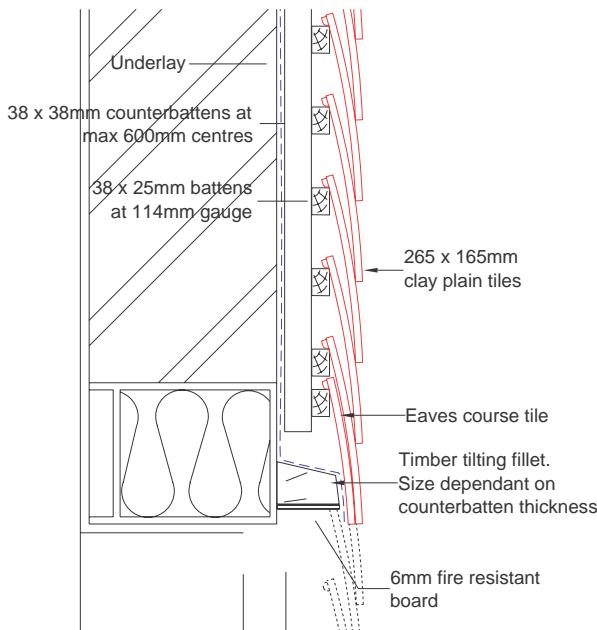 Underlay
38 x 38mm counterbattens at
max 600mm centres
38 x 25mm battens
at 114mm gauge
265 x 165mm
clay plain tiles
Eaves course tile
Timber tilting fillet.
Size dependant on
counterbatten thickness
6mm fire resistant
board